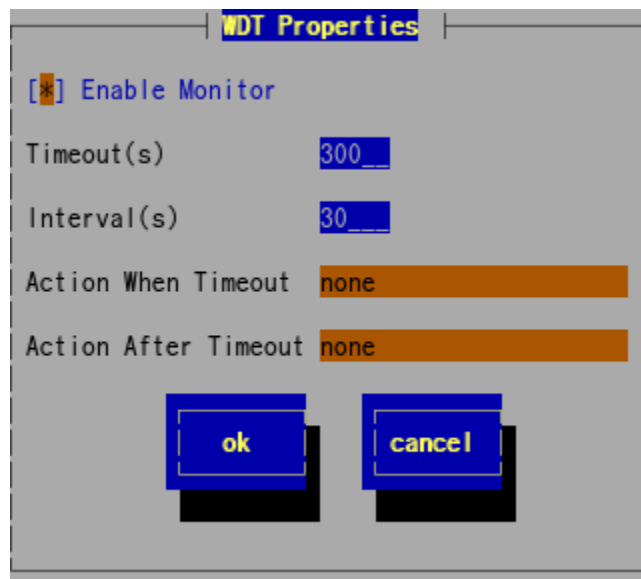 WDT Properties
[*] Enable Monitor
Timeout(s) 300__
Interval(s) 30___
Action When Timeout none
Action After Timeout none
ok cancel